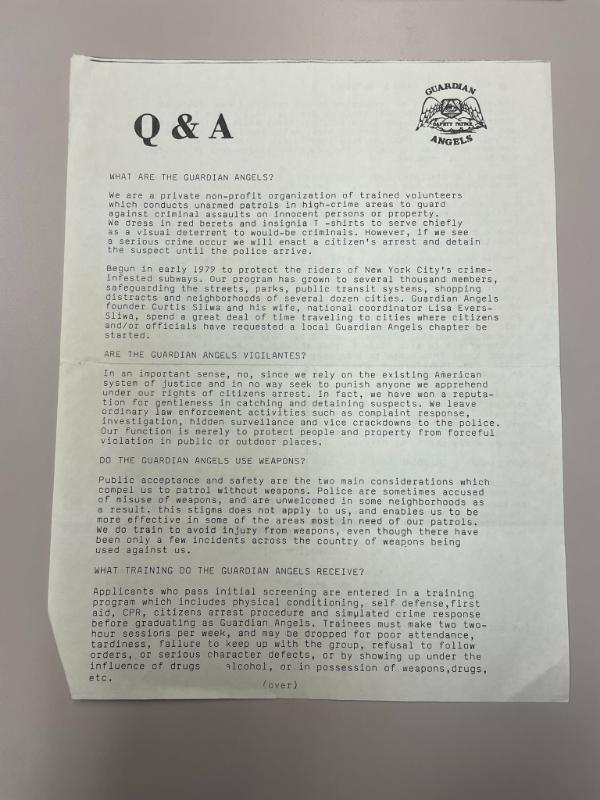 Q & A
GUARDIAN
SAFETY PATROL
ANGELS
WHAT ARE THE GUARDIAN ANGELS?
We are a private non-profit organization of trained volunteers
which conducts unarmed patrols in high-crime areas to guard
against criminal assaults on innocent persons or property.
We dress in red berets and insignia T -shirts to serve chiefly
as a visual deterrent to would-be criminals. However, if we see
a serious crime occur we will enact a citizen's arrest and detain
the suspect until the police arrive.
Begun in early 1979 to protect the riders of New York City's crime-
infested subways. Our program has grown to several thousand members,
safeguarding the streets, parks, public transit systems, shopping
distracts and neighborhoods of several dozen cities. Guardian Angels
founder Curtis Sliwa and his wife, national coordinator Lisa Evers-
Sliwa, spend a great deal of time traveling to cities where citizens
and/or officials have requested a local Guardian Angels chapter be
started.
ARE THE GUARDIAN ANGELS VIGILANTES?
In an important sense, no, since we rely on the existing American
system of justice and in no way seek to punish anyone we apprehend
under our rights of citizens arrest. In fact, we have won a reputa-
tion for gentleness in catching and detaining suspects. We leave
ordinary law enforcement activities such as complaint response,
investigation, hidden surveilance and vice crackdowns to the police.
Our function is merely to protect people and property from forceful
violation in public or outdoor places.
DO THE GUARDIAN ANGELS USE WEAPONS?
Public acceptance and safety are the two main considerations which
compel us to patrol without weapons. Police are sometimes accused
of misuse of weapons, and are unwelcomed in some neighborhoods as
a result. this stigma does not apply to us, and enables us to be
more effective in some of the areas most in need of our patrols.
We do train to avoid injury from weapons, even though there have
been only a few incidents across the country of weapons being
used against us.
WHAT TRAINING DO THE GUARDIAN ANGELS RECEIVE?
Applicants who pass initial screening are entered in a training
program which includes physical conditioning, self defense,first
aid, CPR, citizens arrest procedure and simulated crime response
before graduating as Guardian Angels. Trainees must make two two-
hour sessions per week, and may be dropped for poor attendance,
tardiness, failure to keep up with the group, refusal to follow
orders, or serious character defects, or by showing up under the
influence of drugs alcohol, or in possession of weapons,drugs,
etc.
(over)